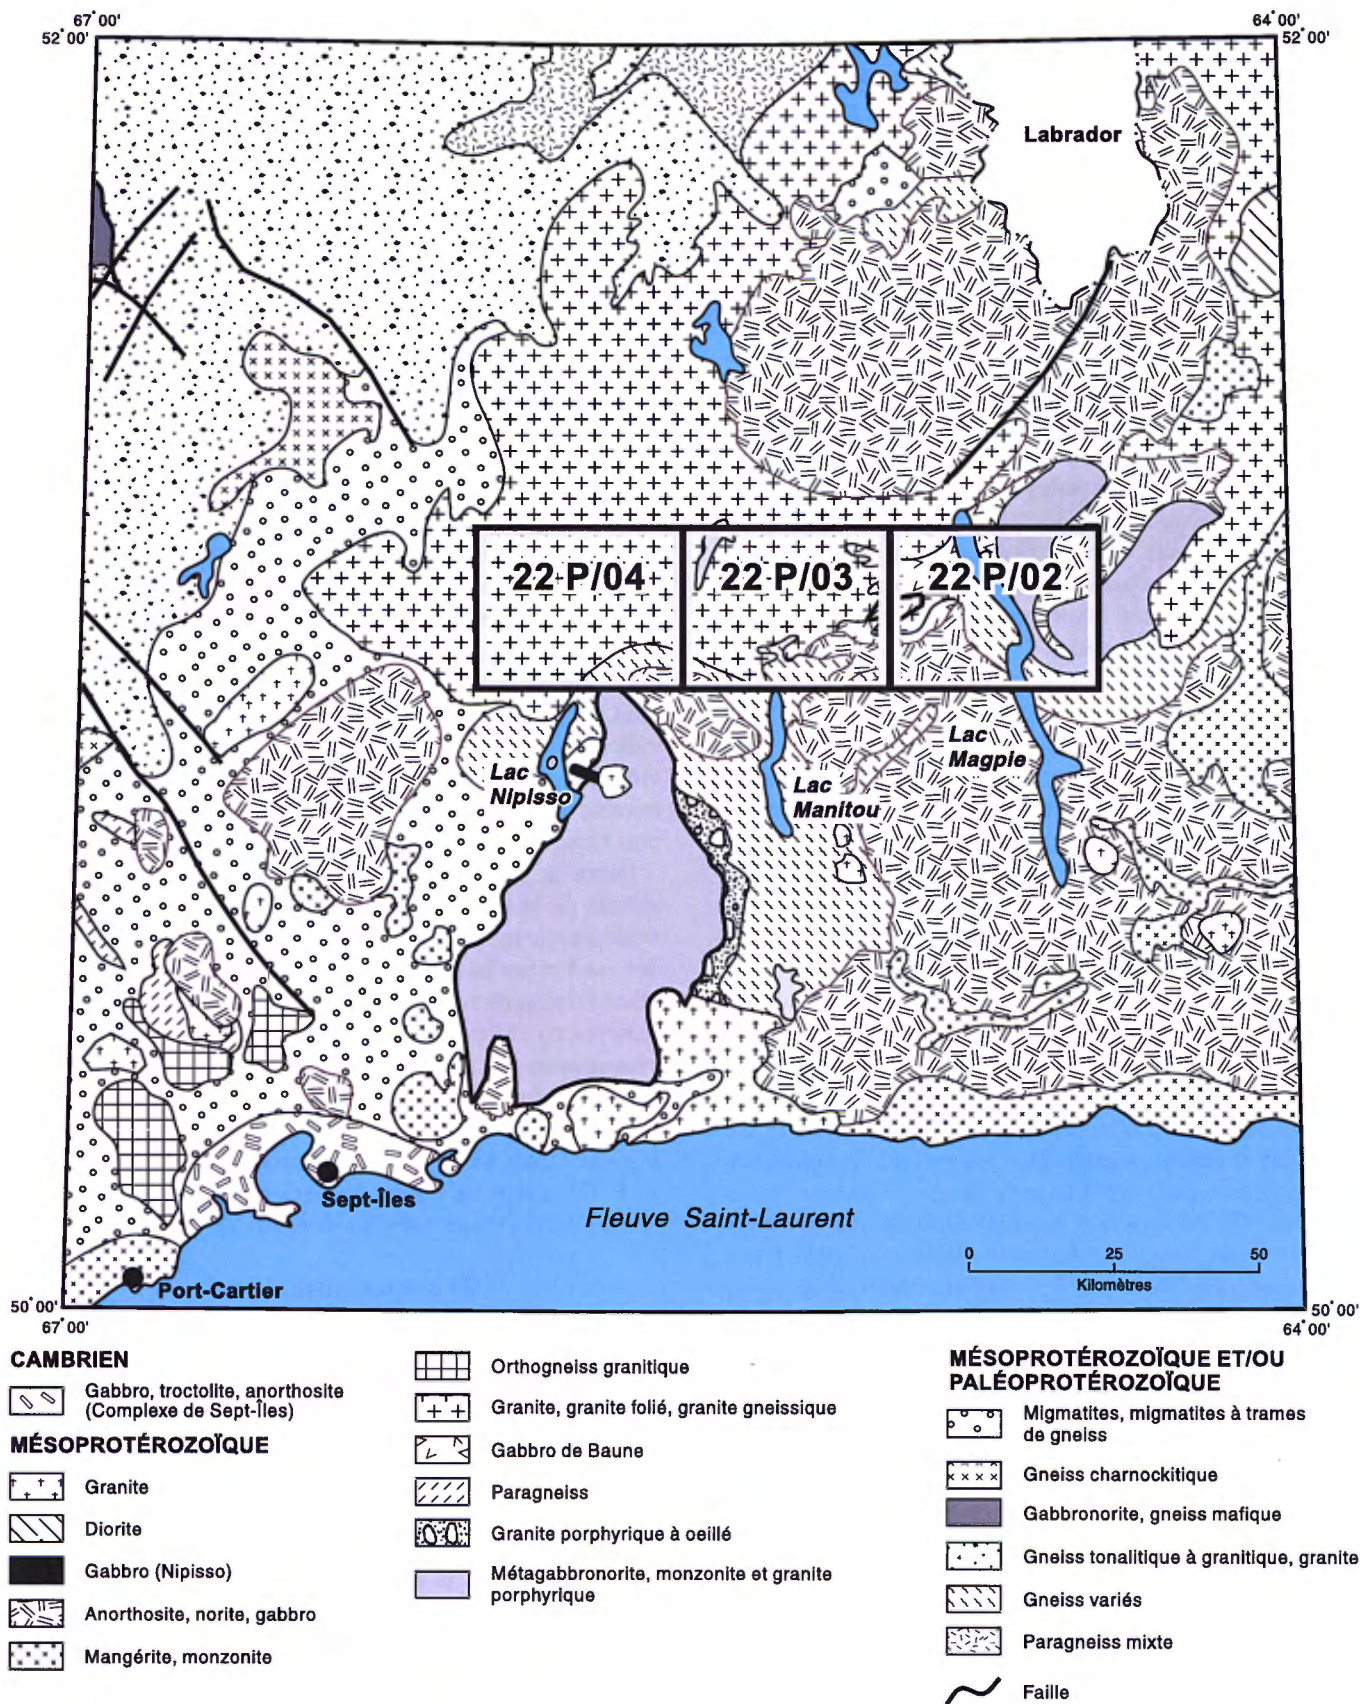 67°00'
64°00'
52°00'
52°00'
Labrador
22 P/04
22 P/03
22 P/02
Lac
Nipisso
Lac
Manitou
Lac
Magpie
Sept-Îles
Fleuve Saint-Laurent
Port-Cartier
0 25 50
Kilomètres
50°00'
50°00'
67°00'
64°00'
CAMBRIEN
Gabbro, troctolite, anorthosite
(Complexe de Sept-Îles)
MÉSOPROTÉROZOÏQUE
Granite
Diorite
Gabbro (Nipisso)
Anorthosite, norite, gabbro
Mangérite, monzonite
Orthogneiss granitique
Granite, granite folié, granite gneissique
Gabbro de Baune
Paragneiss
Granite porphyrique à oeillé
Métagabbronorite, monzonite et granite
porphyrique
MÉSOPROTÉROZOÏQUE ET/OU
PALÉOPROTÉROZOÏQUE
Migmatites, migmatites à trames
de gneiss
Gneiss charnockitique
Gabbronorite, gneiss mafique
Gneiss tonalitique à granitique, granite
Gneiss variés
Paragneiss mixte
Faille